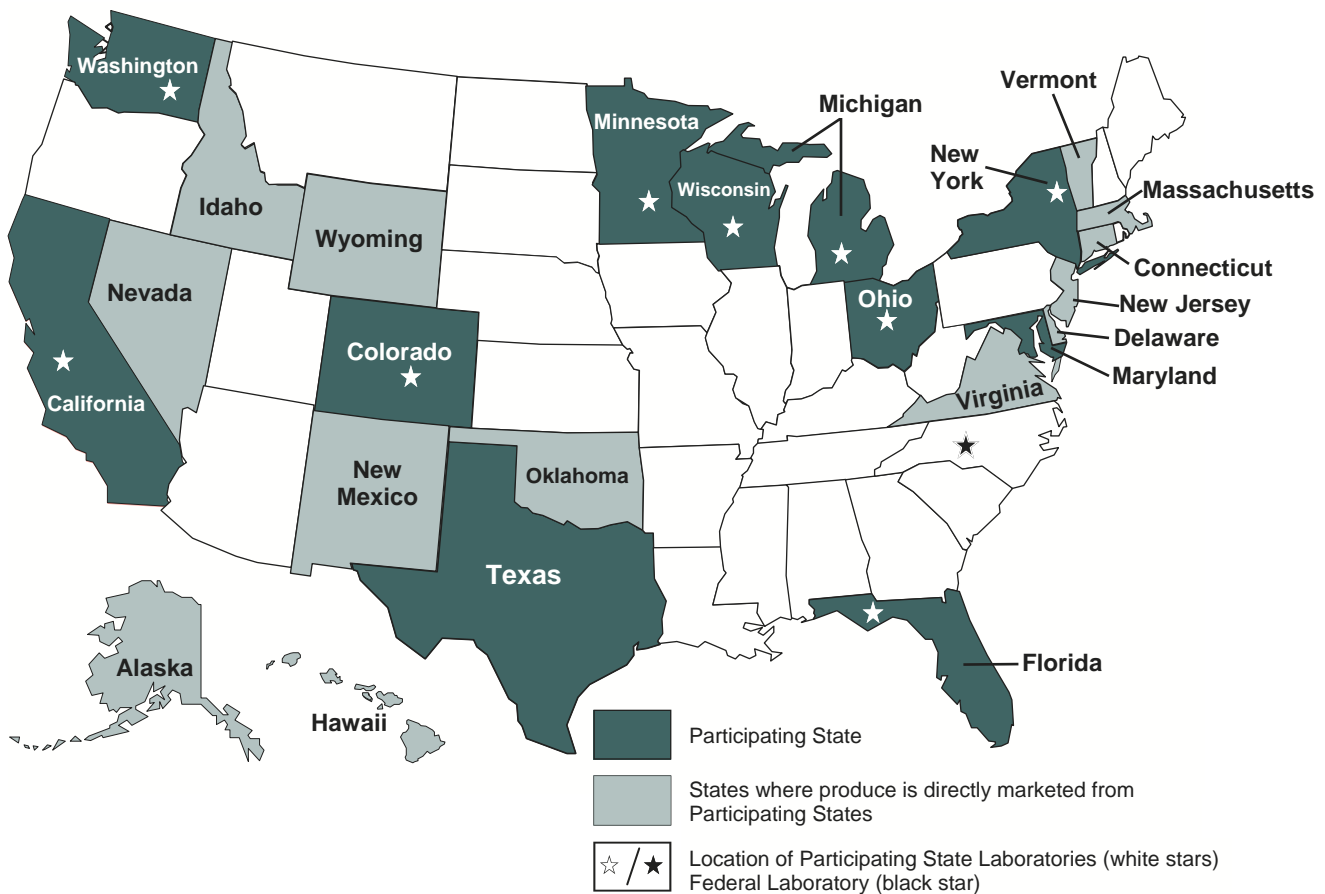 Washington
Minnesota
Michigan
Vermont
New
York
Wisconsin
Massachusetts
Idaho
Wyoming
Connecticut
Nevada
Ohio
New Jersey
Colorado
Delaware
Maryland
California
Virginia
New
Mexico
Oklahoma
Texas
Alaska
Florida
Hawaii
Participating State
States where produce is directly marketed from
Participating States
/
Location of Participating State Laboratories (white stars)
Federal Laboratory (black star)